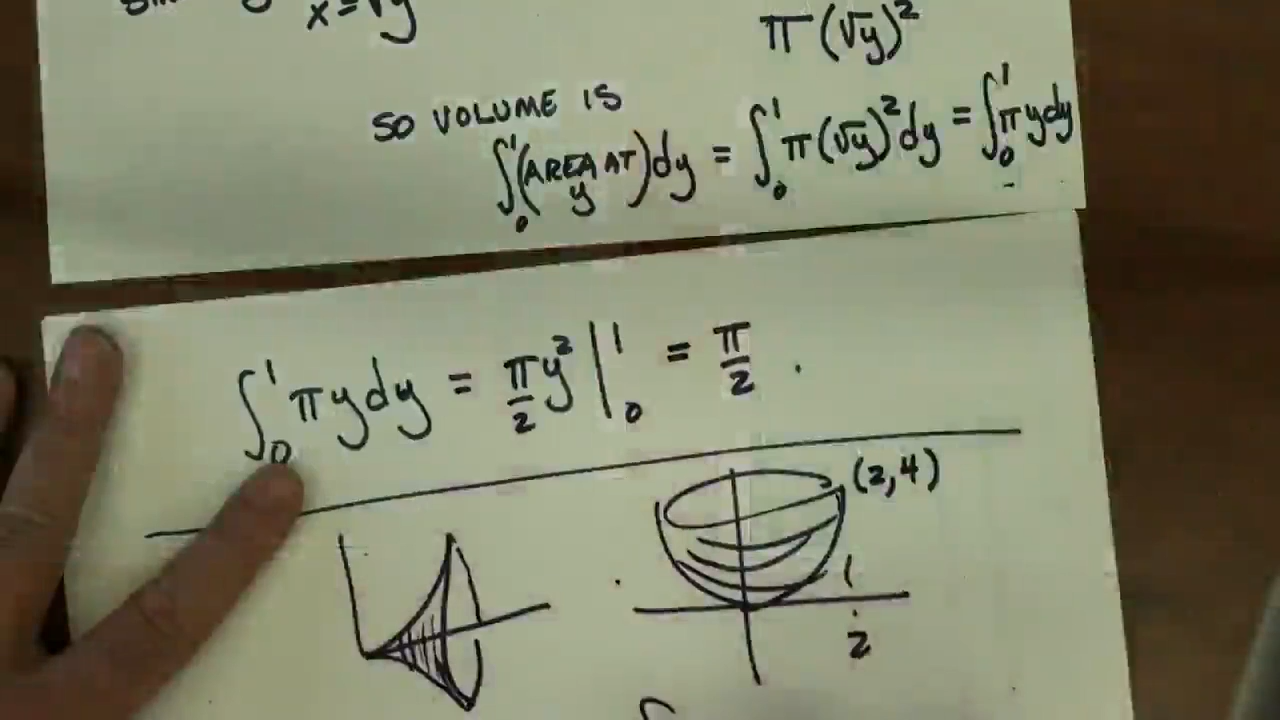 x=√y
π(√y)²
SO VOLUME IS
∫₀¹(AREA AT y)dy = ∫₀¹π(√y)²dy = ∫₀¹πydy
∫₀¹πydy = π/2 y²|₀¹ = π/2.
(2,4)
2